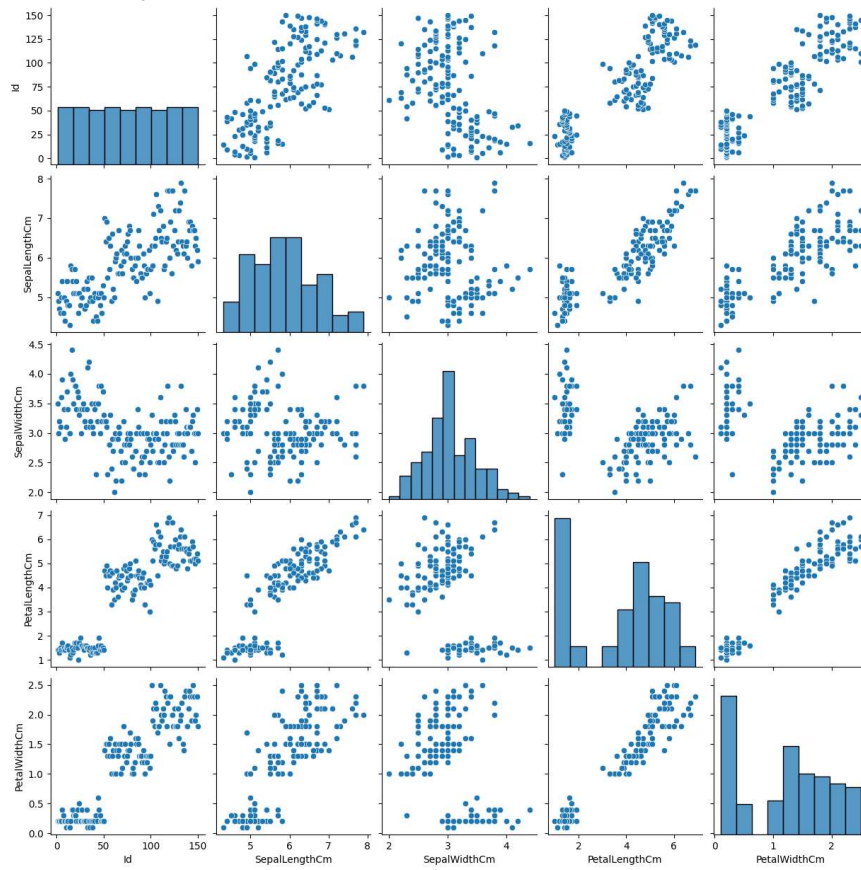 150
125
100
75
50
25
0
Id
8
7
6
5
SepalLengthCm
4.5
4.0
3.5
3.0
2.5
2.0
SepalWidthCm
7
6
5
4
3
2
1
PetalLengthCm
2.5
2.0
1.5
1.0
0.5
0.0
PetalWidthCm
0 50 100 150
5 6 7 8
2 3 4
2 4 6
0 1 2
Id SepalLengthCm SepalWidthCm PetalLengthCm PetalWidthCm